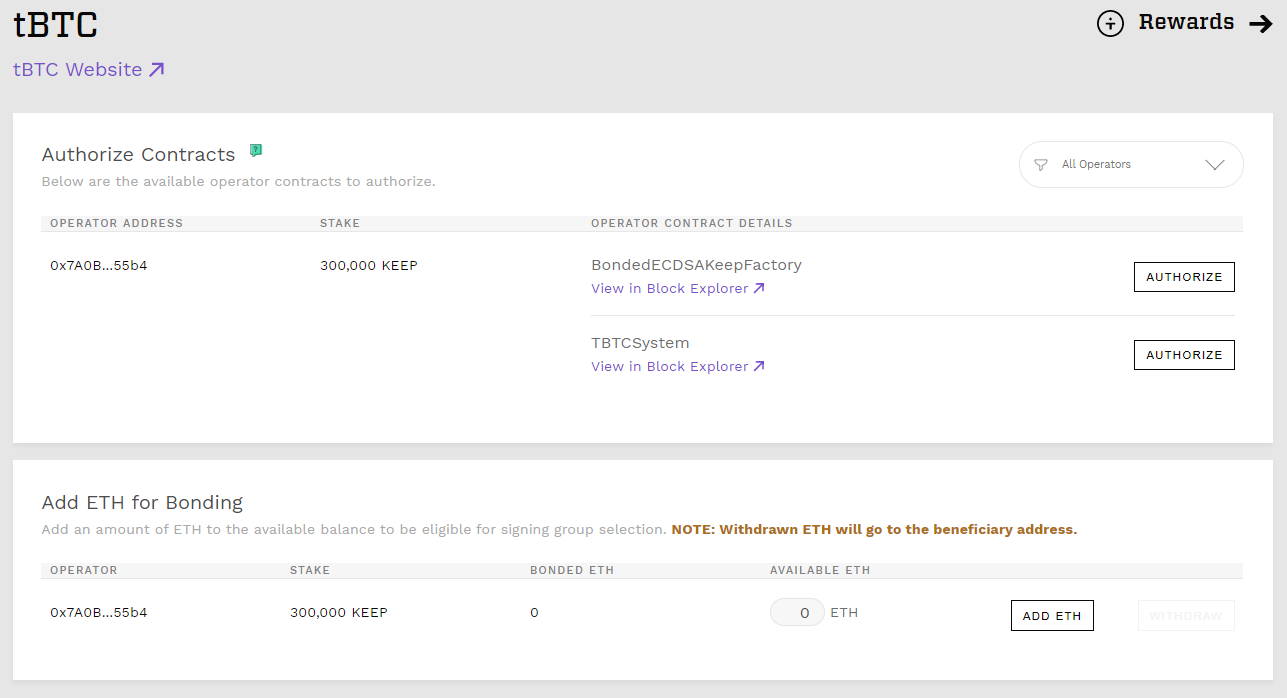 tBTC
Rewards
tBTC Website
Authorize Contracts ?
Below are the available operator contracts to authorize.
All Operators
OPERATOR ADDRESS STAKE OPERATOR CONTRACT DETAILS
0x7A0B...55b4 300,000 KEEP BondedECDSAKeepFactory
View in Block Explorer
AUTHORIZE
TBTCSystem
View in Block Explorer
AUTHORIZE
Add ETH for Bonding
Add an amount of ETH to the available balance to be eligible for signing group selection. NOTE: Withdrawn ETH will go to the beneficiary address.
OPERATOR STAKE BONDED ETH AVAILABLE ETH
0x7A0B...55b4 300,000 KEEP 0 0 ETH ADD ETH WITHDRAW